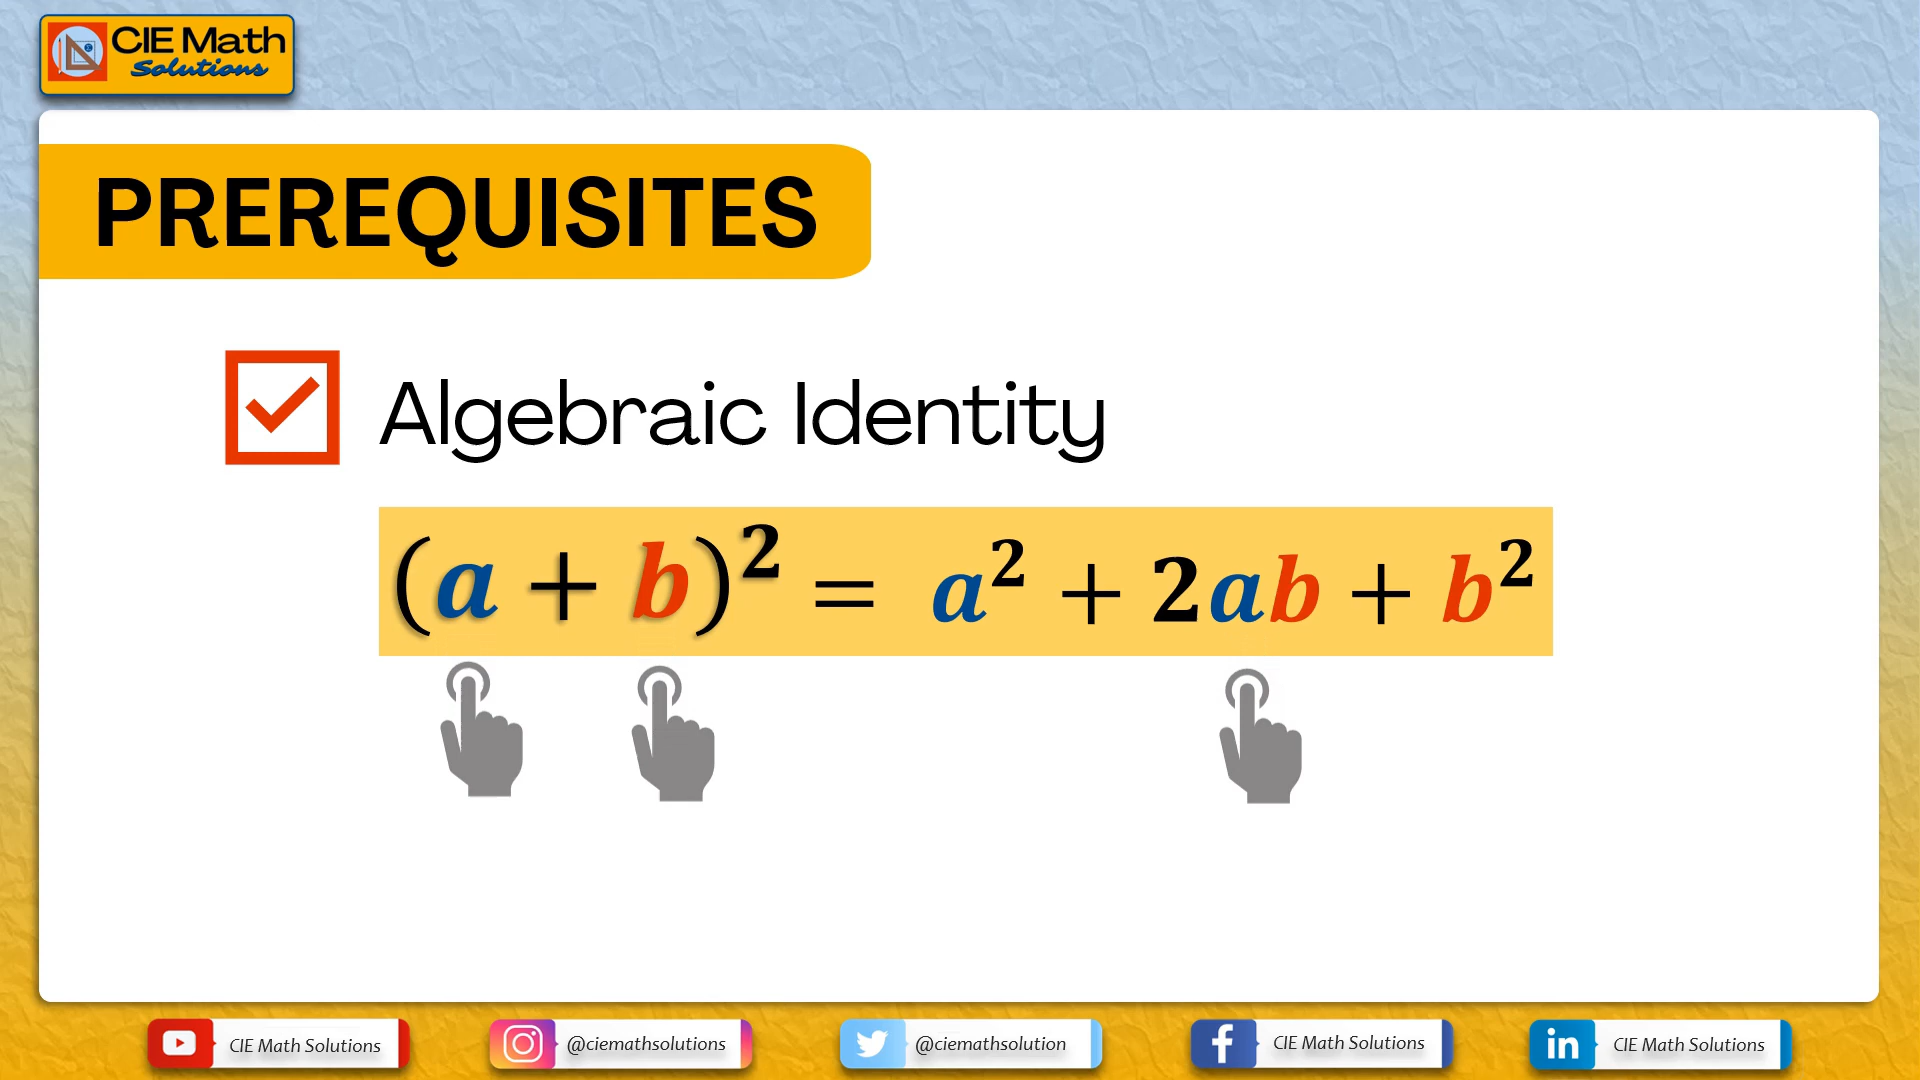 CIE Math
Solutions
PREREQUISITES
Algebraic Identity
(a + b)² = a² + 2ab + b²
CIE Math Solutions
@ciemathsolutions
@ciemathsolution
CIE Math Solutions
CIE Math Solutions